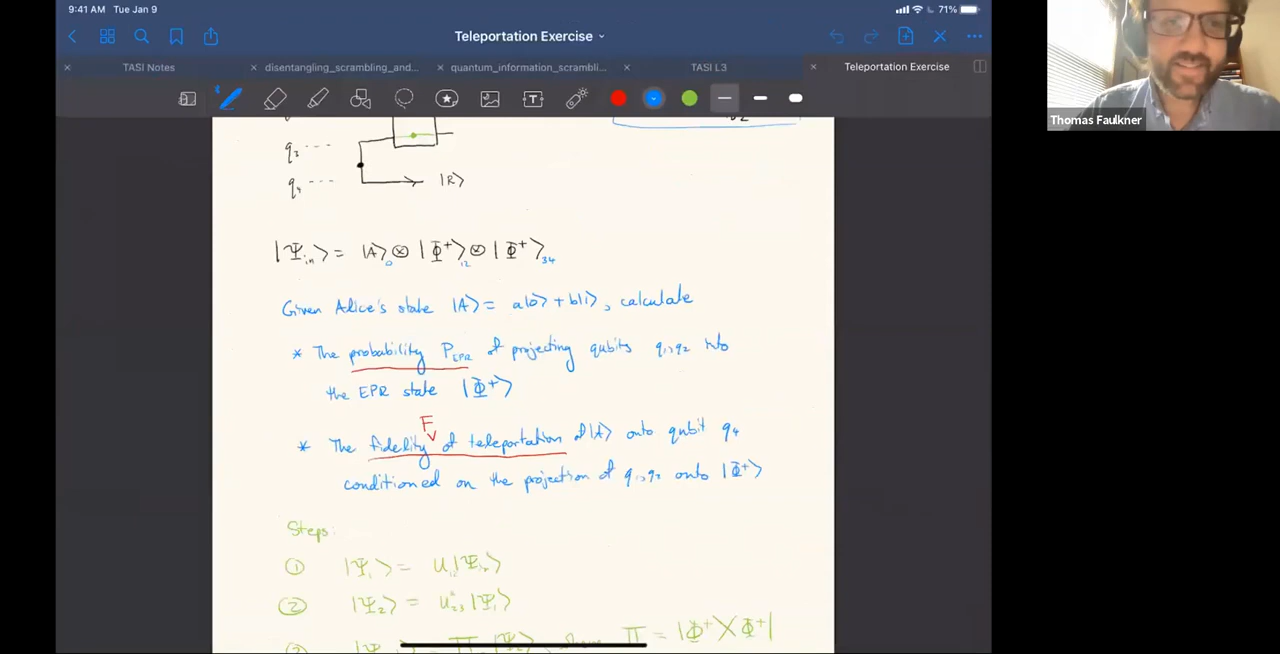 9:41 AM Tue Jan 9
71%
Teleportation Exercise
TASI Notes
disentangling_scrambling_and...
quantum_information_scrambli...
TASI L3
Teleportation Exercise
Thomas Faulkner
q₃ ---
q₄ --- |R⟩
|Ψᵢₙ⟩ = |A⟩₀ ⊗ |Φ⁺⟩₁₂ ⊗ |Φ⁺⟩₃₄
Given Alice's state |A⟩ = a|0⟩ + b|1⟩, calculate
* The probability P_EPR of projecting qubits q₁,q₂ into
the EPR state |Φ⁺⟩
F
* The fidelity of teleportation of |A⟩ onto qubit q₄
conditioned on the projection of q₁,q₂ onto |Φ⁺⟩
Steps:
① |Ψ₁⟩ = U₁₂|Ψᵢₙ⟩
② |Ψ₂⟩ = U*₂₃|Ψ₁⟩
Π = |Φ⁺⟩⟨Φ⁺|